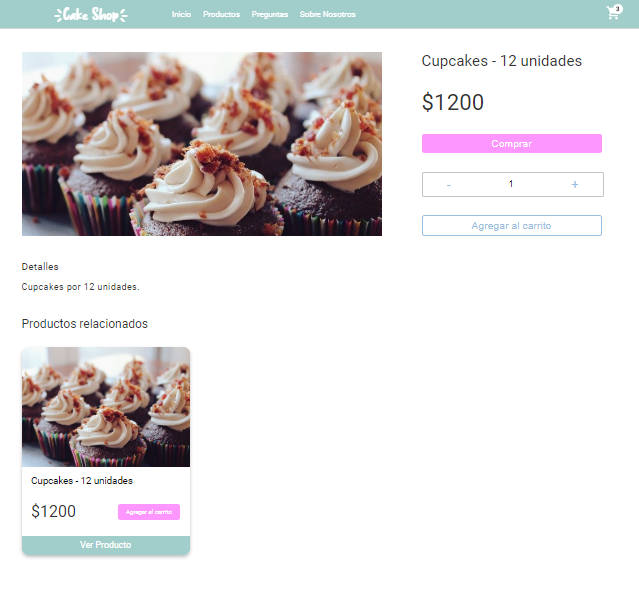 Cake Shop
Inicio Productos Preguntas Sobre Nosotros
3
Cupcakes - 12 unidades
$1200
Comprar
- 1 +
Agregar al carrito
Detalles
Cupcakes por 12 unidades.
Productos relacionados
Cupcakes - 12 unidades
$1200
Agregar al carrito
Ver Producto